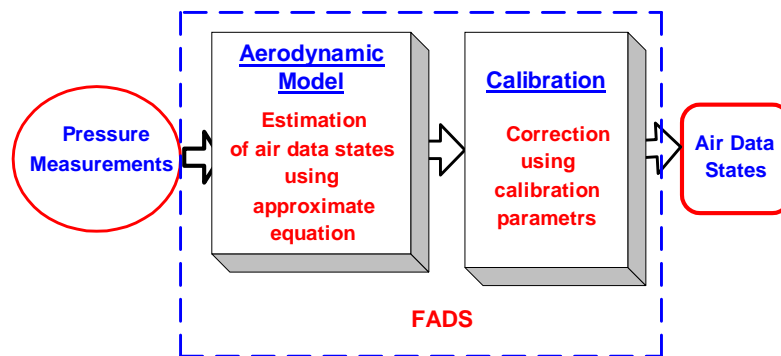 Pressure
Measurements
Aerodynamic
Model
Estimation
of air data states
using
approximate
equation
Calibration
Correction
using
calibration
parametrs
Air Data
States
FADS